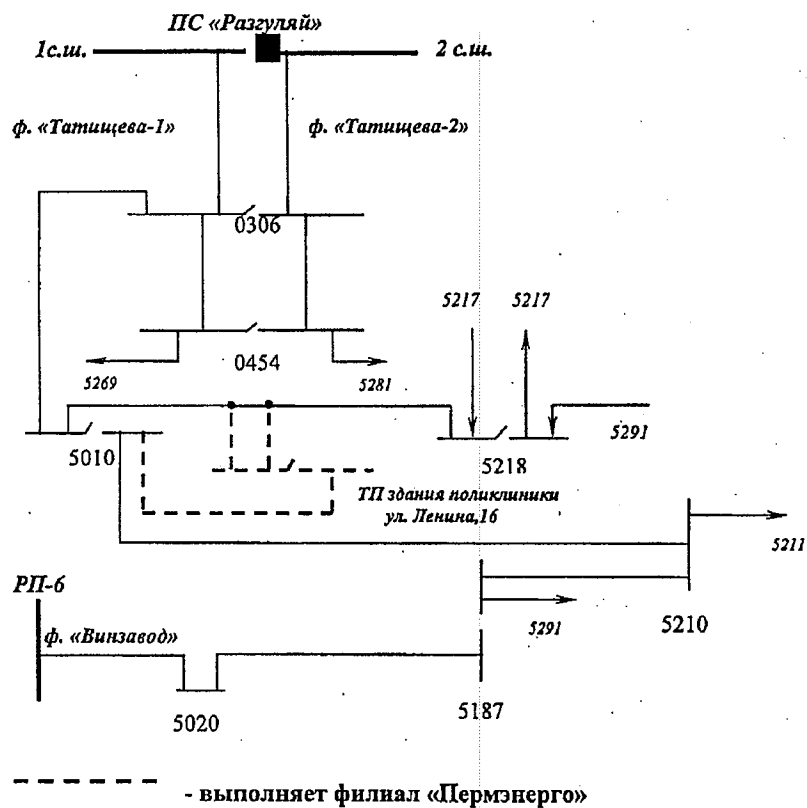 ПС «Разгуляй»
1с.ш.
2 с.ш.
ф. «Татищева-1»
ф. «Татищева-2»
0306
5217
5217
0454
5269
5281
5010
5218
5291
ТП здания поликлиники
ул. Ленина,16
5211
РП-6
ф. «Винзавод»
5291
5210
5020
5187
- выполняет филиал «Пермэнерго»